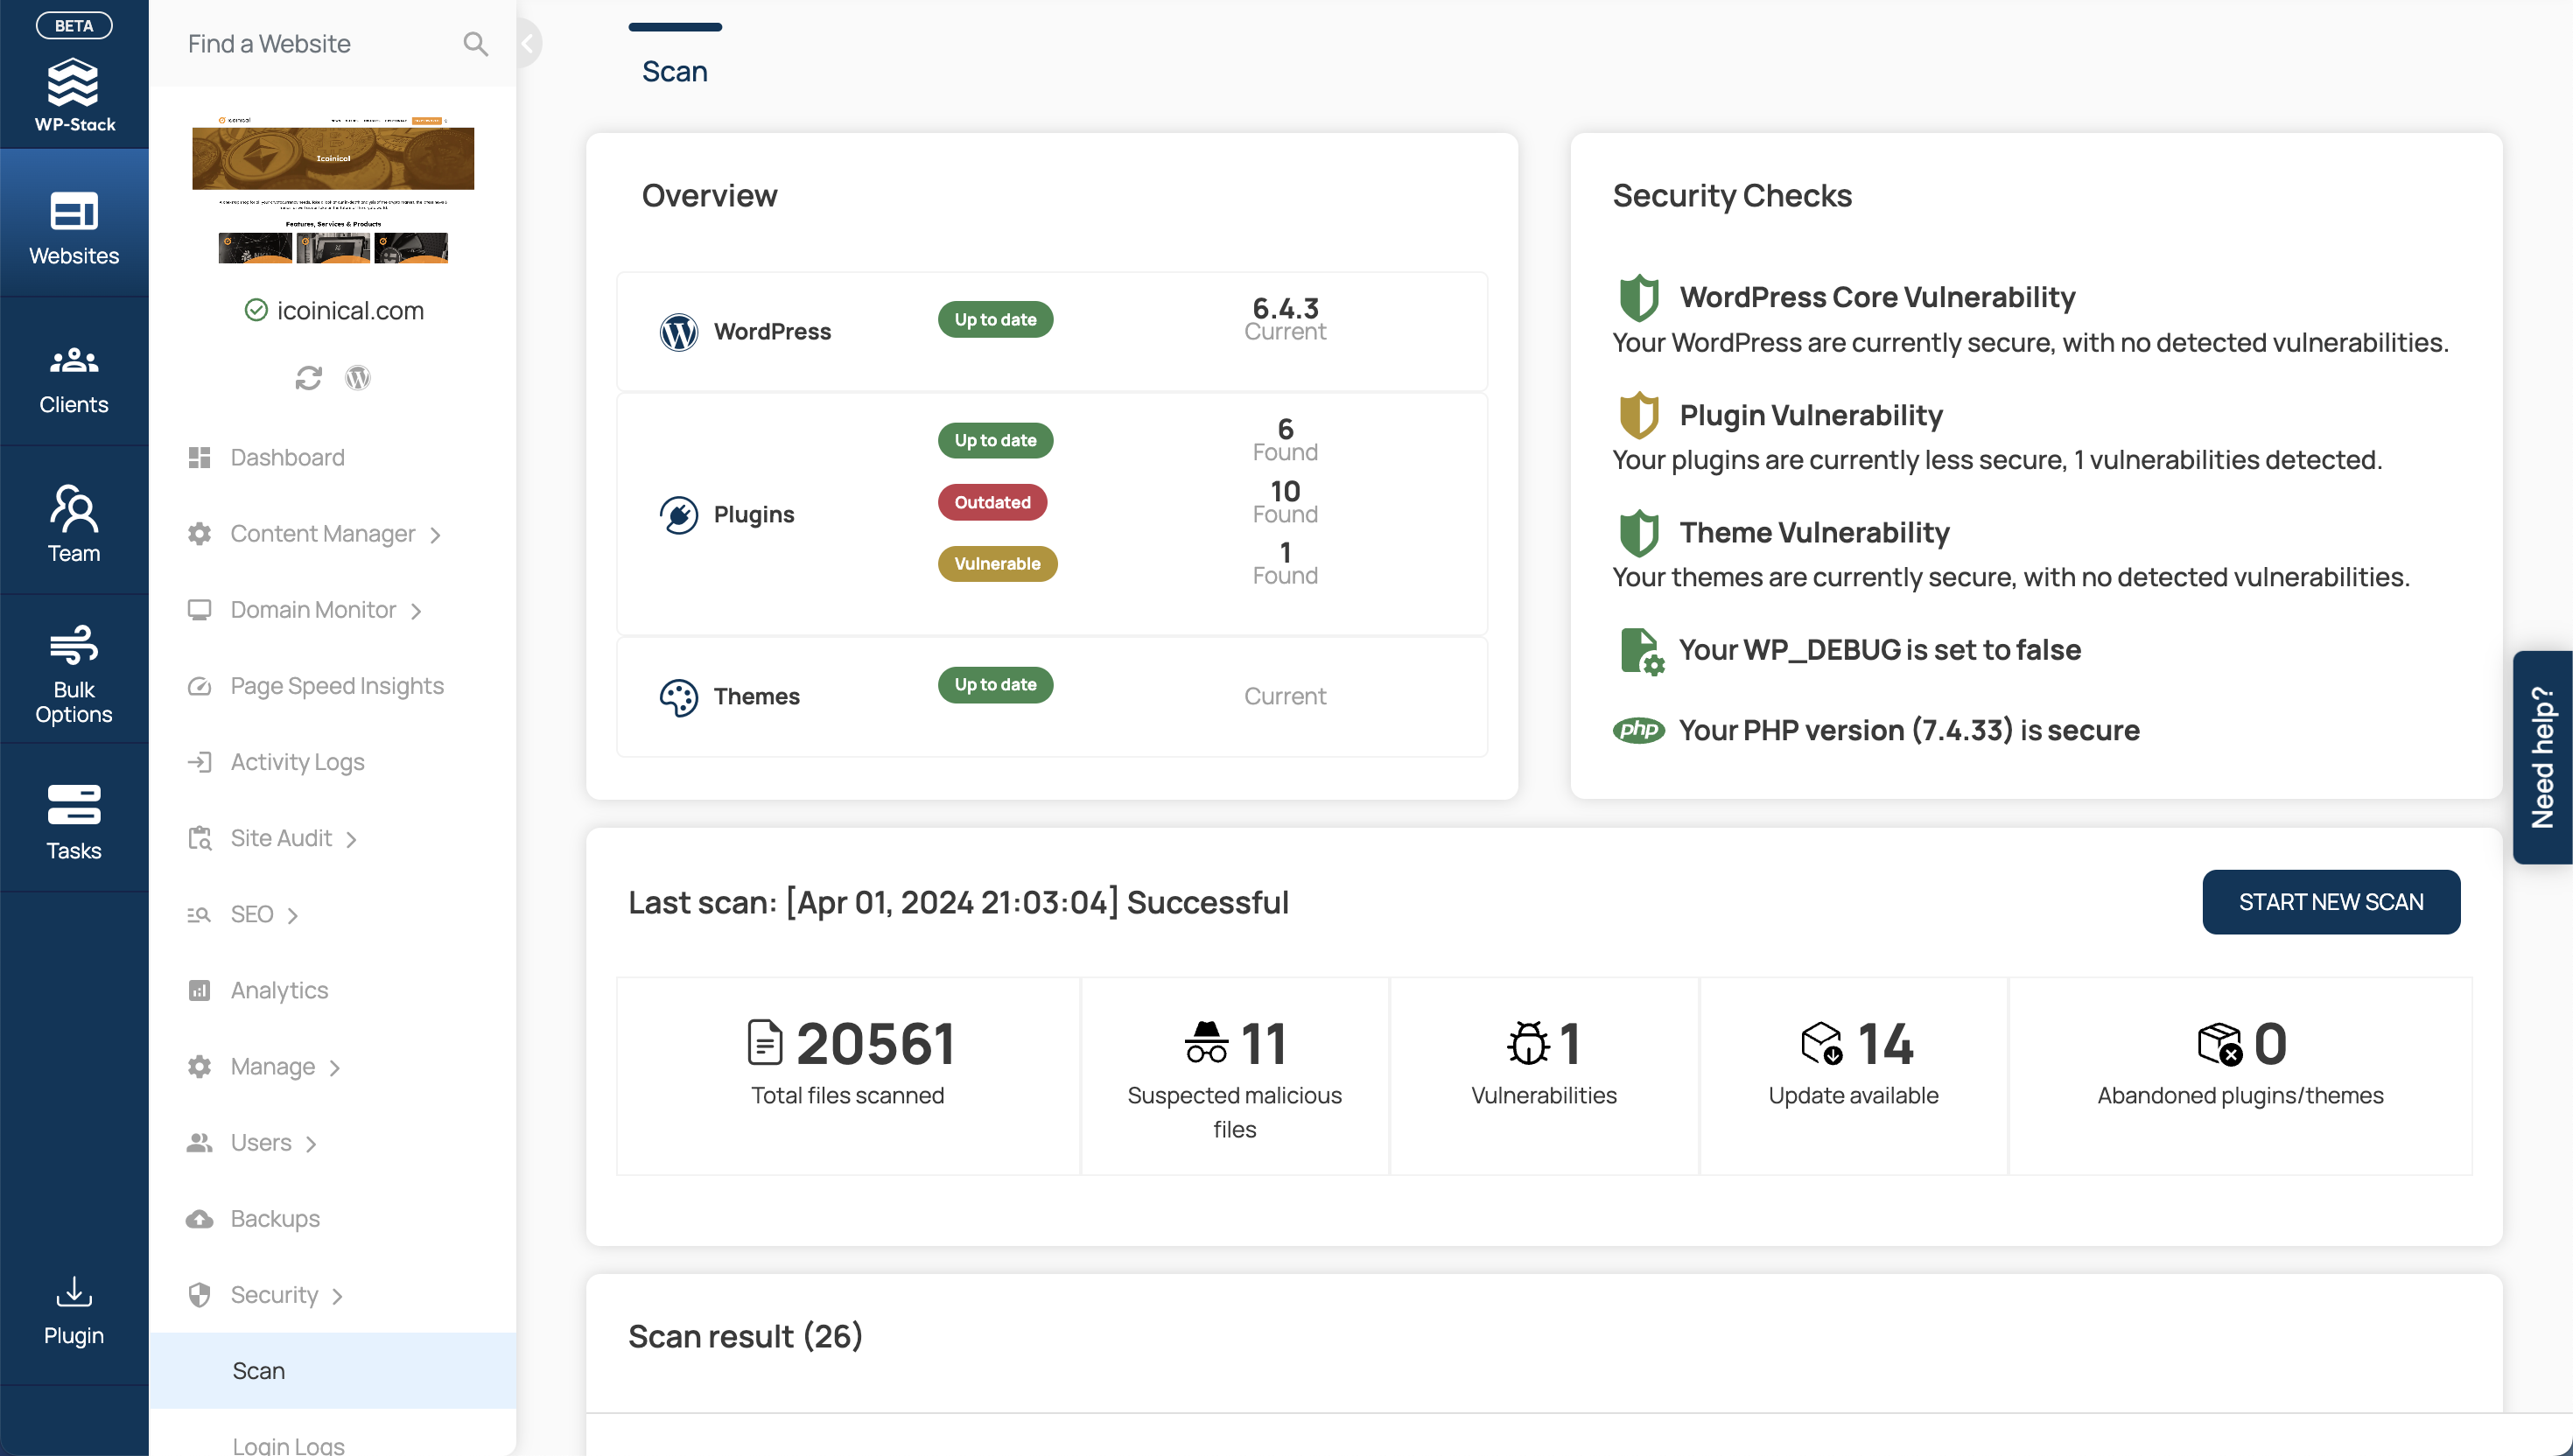 BETA
WP-Stack
Websites
Clients
Team
Bulk
Options
Tasks
Plugin
Find a Website
Icoinical
Features, Services & Products
icoinical.com
Dashboard
Content Manager
Domain Monitor
Page Speed Insights
Activity Logs
Site Audit
SEO
Analytics
Manage
Users
Backups
Security
Scan
Login Logs
Scan
Overview
WordPress
Up to date
6.4.3
Current
Plugins
Up to date
6
Found
Outdated
10
Found
Vulnerable
1
Found
Themes
Up to date
Current
Security Checks
WordPress Core Vulnerability
Your WordPress are currently secure, with no detected vulnerabilities.
Plugin Vulnerability
Your plugins are currently less secure, 1 vulnerabilities detected.
Theme Vulnerability
Your themes are currently secure, with no detected vulnerabilities.
Your WP_DEBUG is set to false
php Your PHP version (7.4.33) is secure
Need help?
Last scan: [Apr 01, 2024 21:03:04] Successful
START NEW SCAN
20561
Total files scanned
11
Suspected malicious
files
1
Vulnerabilities
14
Update available
0
Abandoned plugins/themes
Scan result (26)